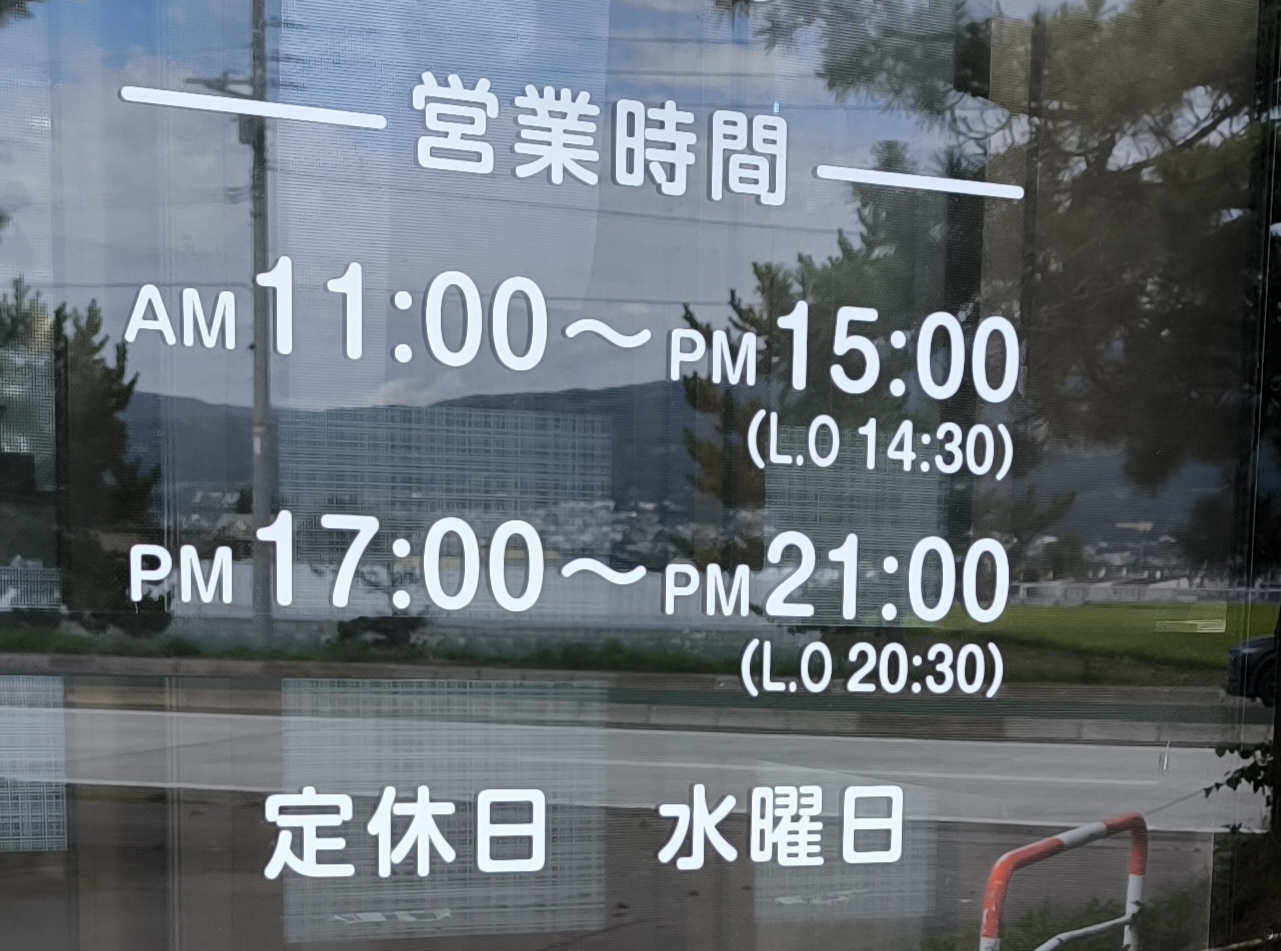 営業時間
AM11:00〜PM15:00
(L.O 14:30)
PM17:00〜PM21:00
(L.O 20:30)
定休日 水曜日